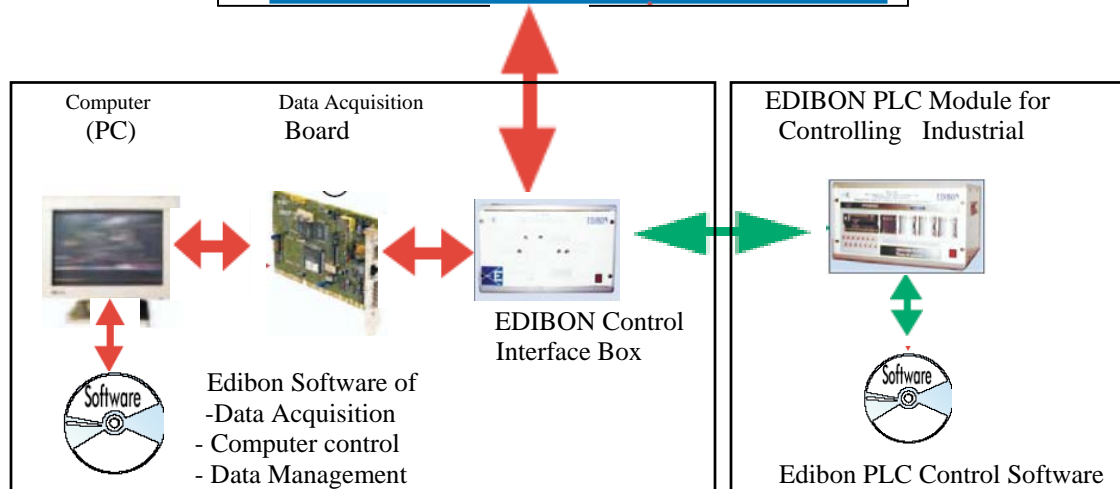 Computer
(PC)
Data Acquisition
Board
EDIBON PLC Module for
Controlling Industrial
EDIBON
EDIBON Control
Interface Box
Software
Edibon Software of
-Data Acquisition
- Computer control
- Data Management
Software
Edibon PLC Control Software